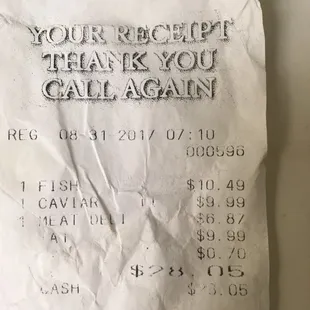 YOUR RECEIPT
THANK YOU
CALL AGAIN
REG 08-31-2017 07:10
000596
1 FISH $10.49
1 CAVIAR $9.99
1 MEAT DELI $6.87
$9.99
$0.70
$28.05
CASH